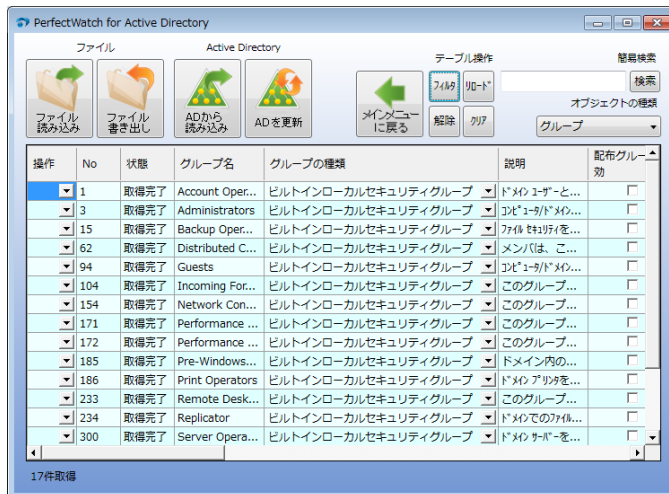 PerfectWatch for Active Directory
ファイル
Active Directory
テーブル操作
簡易検索
ファイル
読み込み
ファイル
書き出し
ADから
読み込み
ADを更新
メインメニュー
に戻る
フィルタ
リロード
検索
解除
クリア
オブジェクトの種類
グループ
操作 No 状態 グループ名 グループの種類 説明 配布グルー
効
1 取得完了 Account Oper... ビルトインローカルセキュリティグループ ドメイン ユーザーと...
3 取得完了 Administrators ビルトインローカルセキュリティグループ コンピュータ/ドメイン...
15 取得完了 Backup Oper... ビルトインローカルセキュリティグループ ファイル セキュリティを...
62 取得完了 Distributed C... ビルトインローカルセキュリティグループ メンバは、こ...
94 取得完了 Guests ビルトインローカルセキュリティグループ コンピュータ/ドメイン...
104 取得完了 Incoming For... ビルトインローカルセキュリティグループ このグループ...
154 取得完了 Network Con... ビルトインローカルセキュリティグループ このグループ...
171 取得完了 Performance ... ビルトインローカルセキュリティグループ このグループ...
172 取得完了 Performance ... ビルトインローカルセキュリティグループ このグループ...
185 取得完了 Pre-Windows... ビルトインローカルセキュリティグループ ドメイン内の...
186 取得完了 Print Operators ビルトインローカルセキュリティグループ ドメイン プリンタを...
233 取得完了 Remote Desk... ビルトインローカルセキュリティグループ このグループ...
234 取得完了 Replicator ビルトインローカルセキュリティグループ ドメインでのファイル...
300 取得完了 Server Opera... ビルトインローカルセキュリティグループ ドメイン サーバーを...
17件取得